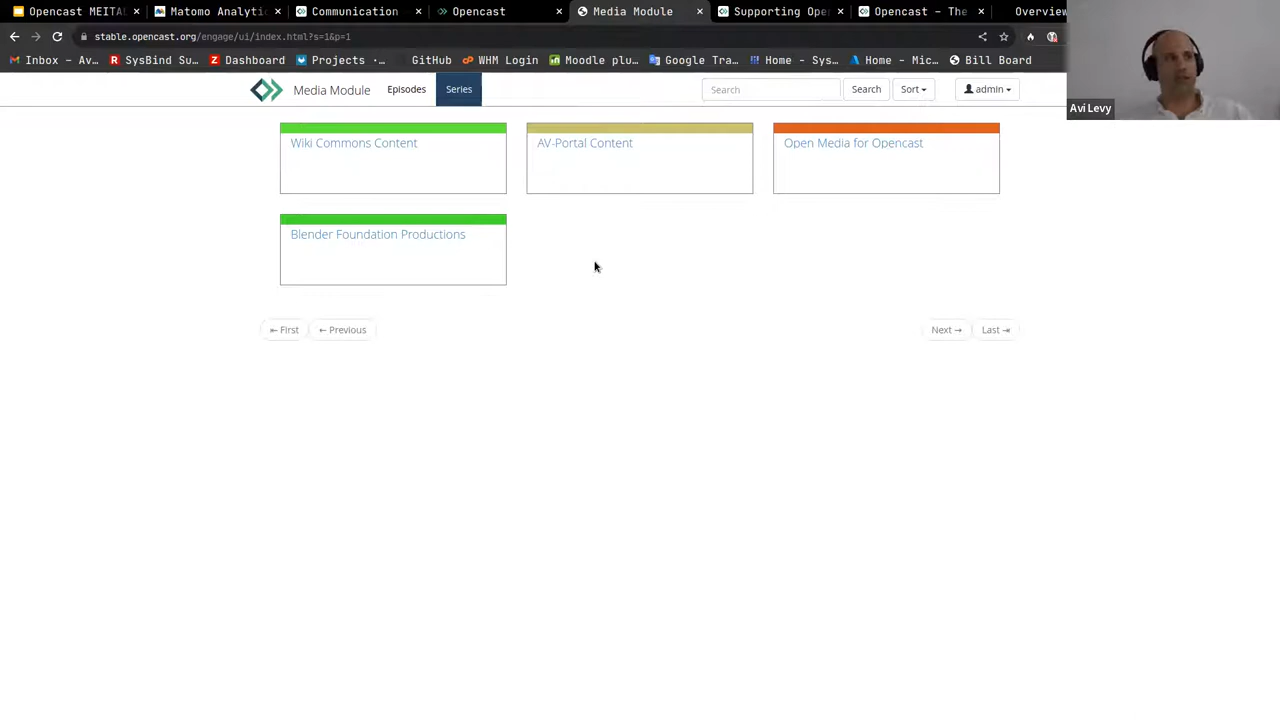 Opencast MEITAL
Matomo Analytic
Communication
Opencast
Media Module
Supporting Ope
Opencast – The
Overview
stable.opencast.org/engage/ui/index.html?s=1&p=1
Inbox – Av…
SysBind Su…
Dashboard
Projects ·…
GitHub
WHM Login
Moodle plu…
Google Tra…
Home - Sys…
Home - Mic…
Bill Board
Avi Levy
Media Module
Episodes
Series
Search
Search
Sort
admin
Wiki Commons Content
AV-Portal Content
Open Media for Opencast
Blender Foundation Productions
⇤ First
← Previous
Next →
Last ⇥